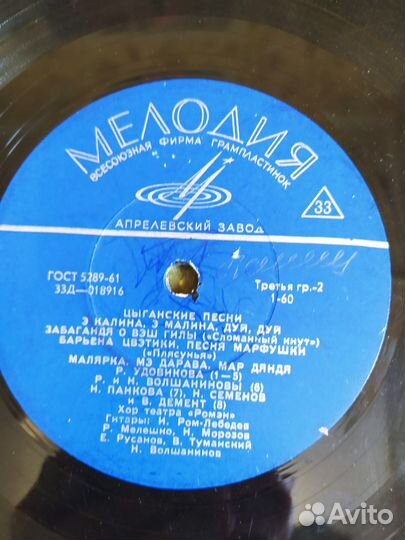 МЕЛОДИЯ
ВСЕСОЮЗНАЯ ФИРМА ГРАМПЛАСТИНОК
33
АПРЕЛЕВСКИЙ ЗАВОД
ГОСТ 5289-61
33Д—018916
Третья гр.-2
1-60
ЦЫГАНСКИЕ ПЕСНИ
Э КАЛИНА, Э МАЛИНА, ДУЙ, ДУЙ
ЗАБАГАНДЯ О ВЭШ ГИЛЫ («Сломанный кнут»)
БАРЬЕНА ЦВЭТИКИ, ПЕСНЯ МАРФУШКИ
(«Плясунья»)
МАЛЯРКА, МЭ ДАРАВА, МАР ДЯНДЯ
Р. УДОВИКОВА (1—5)
Р. и Н. ВОЛШАНИНОВЫ (6)
Н. ПАНКОВА (7), Н. СЕМЕНОВ
и В. ДЕМЕНТ (8)
Хор театра «Ромэн»
Гитары: И. Ром-Лебедев
Р. Мелешко, Н. Морозов
Е. Русанов, В. Туманский
Н. Волшанинов
Avito